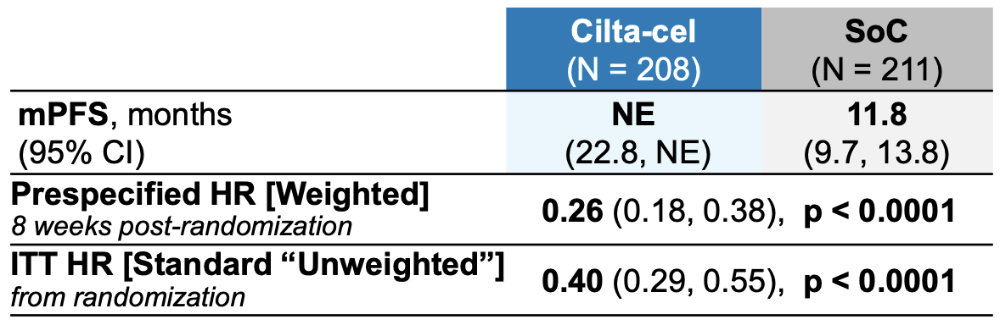 Cilta-cel SoC
(N = 208) (N = 211)
mPFS, months NE 11.8
(95% CI) (22.8, NE) (9.7, 13.8)
Prespecified HR [Weighted]
8 weeks post-randomization
0.26 (0.18, 0.38), p < 0.0001
ITT HR [Standard “Unweighted”]
from randomization
0.40 (0.29, 0.55), p < 0.0001